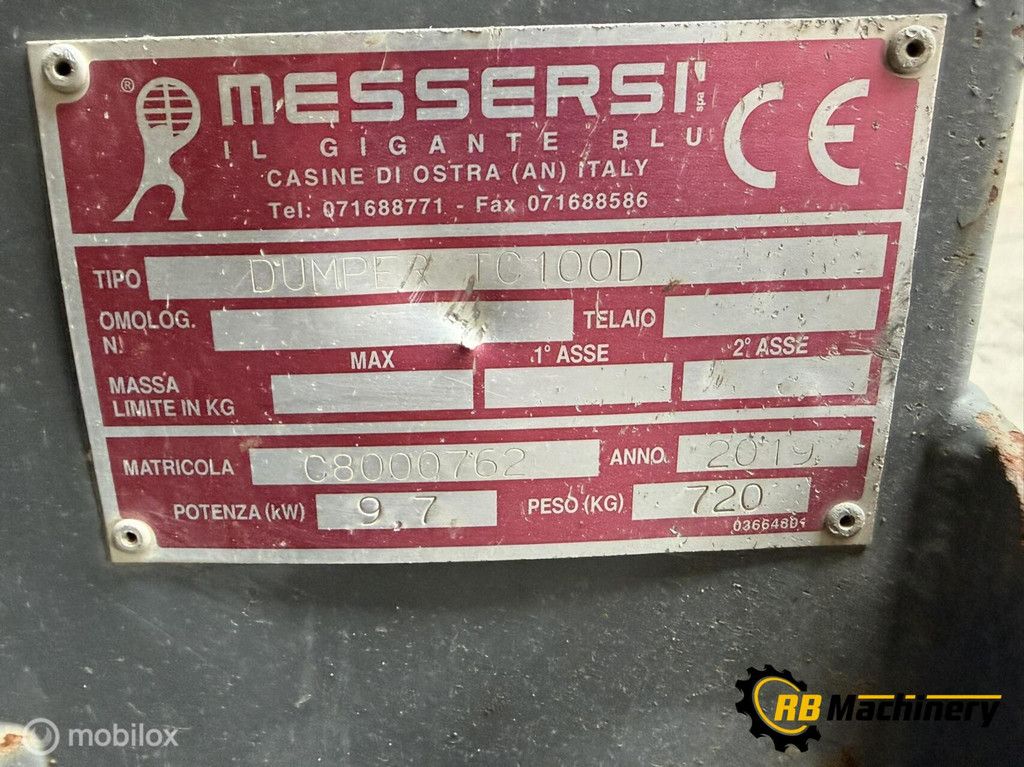 ® MESSERSI' spa
IL GIGANTE BLU
CASINE DI OSTRA (AN) ITALY
Tel: 071688771 - Fax 071688586
CE
TIPO DUMPER TC100D
OMOLOG. N. TELAIO
MAX 1° ASSE 2° ASSE
MASSA
LIMITE IN KG
MATRICOLA C8000762 ANNO 2019
POTENZA (kW) 9,7 PESO (KG) 720
03664801
RB Machinery
mobilox